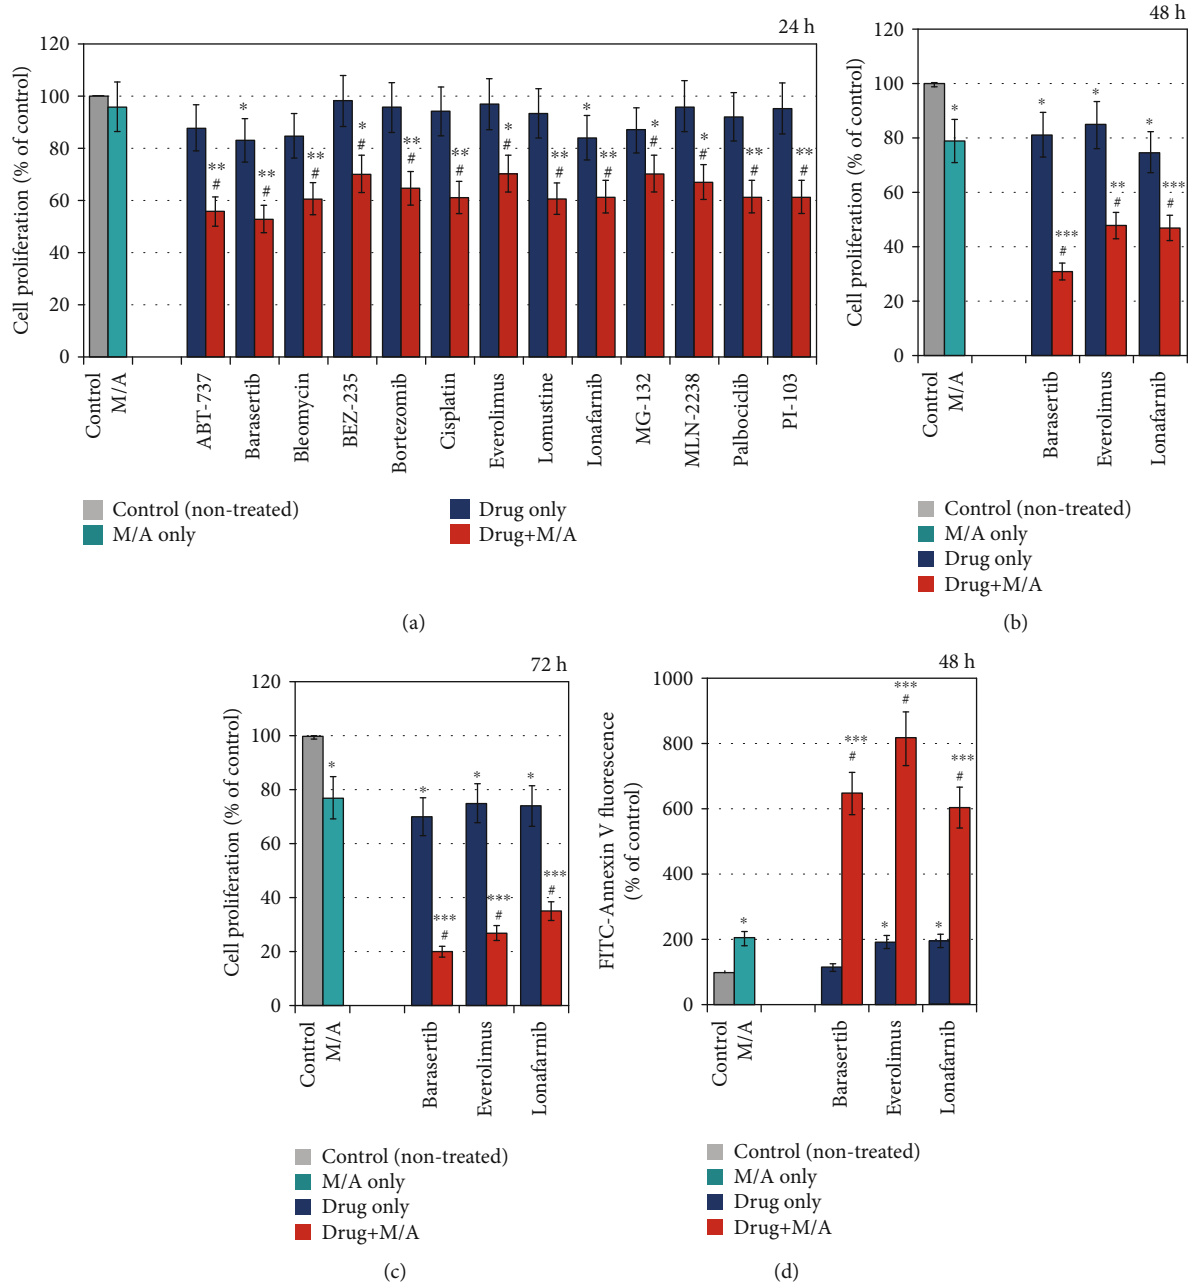 24 h
Cell proliferation (% of control)
120
100
80
60
40
20
0
* ** # * ** # ** # * # ** # ** # * # ** # * ** # * # * # ** # ** #
Control
M/A
ABT-737
Barasertib
Bleomycin
BEZ-235
Bortezomib
Cisplatin
Everolimus
Lomustine
Lonafarnib
MG-132
MLN-2238
Palbociclib
PI-103
Control (non-treated)
M/A only
Drug only
Drug+M/A
(a)
48 h
Cell proliferation (% of control)
120
100
80
60
40
20
0
* * *** # * ** # * *** #
Control
M/A
Barasertib
Everolimus
Lonafarnib
Control (non-treated)
M/A only
Drug only
Drug+M/A
(b)
72 h
Cell proliferation (% of control)
120
100
80
60
40
20
0
* * *** # * *** # * *** #
Control
M/A
Barasertib
Everolimus
Lonafarnib
Control (non-treated)
M/A only
Drug only
Drug+M/A
(c)
48 h
FITC-Annexin V fluorescence
(% of control)
1000
800
600
400
200
0
* *** # * *** # * *** #
Control
M/A
Barasertib
Everolimus
Lonafarnib
Control (non-treated)
M/A only
Drug only
Drug+M/A
(d)